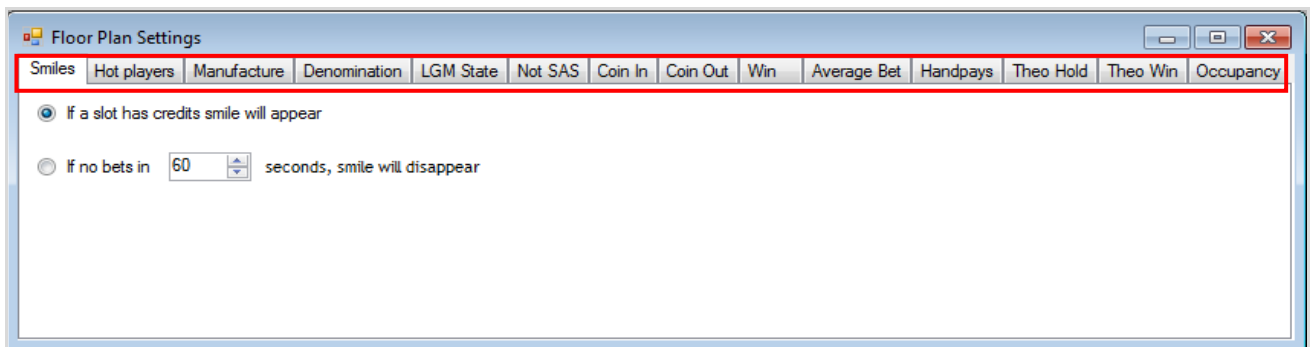 Floor Plan Settings
Smiles Hot players Manufacture Denomination LGM State Not SAS Coin In Coin Out Win Average Bet Handpays Theo Hold Theo Win Occupancy
If a slot has credits smile will appear
If no bets in 60 seconds, smile will disappear